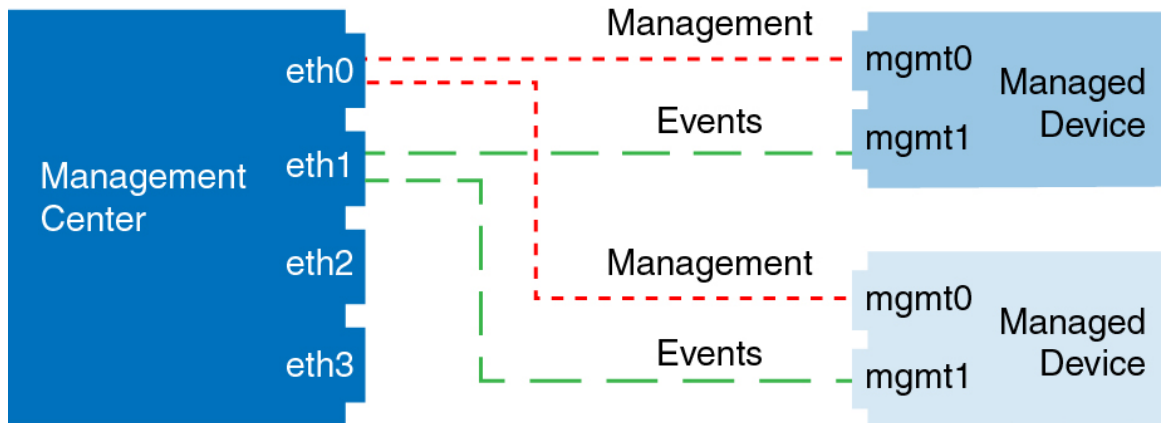 Management
Center
eth0
eth1
eth2
eth3
Management
Events
Management
Events
mgmt0
mgmt1
Managed
Device
mgmt0
mgmt1
Managed
Device